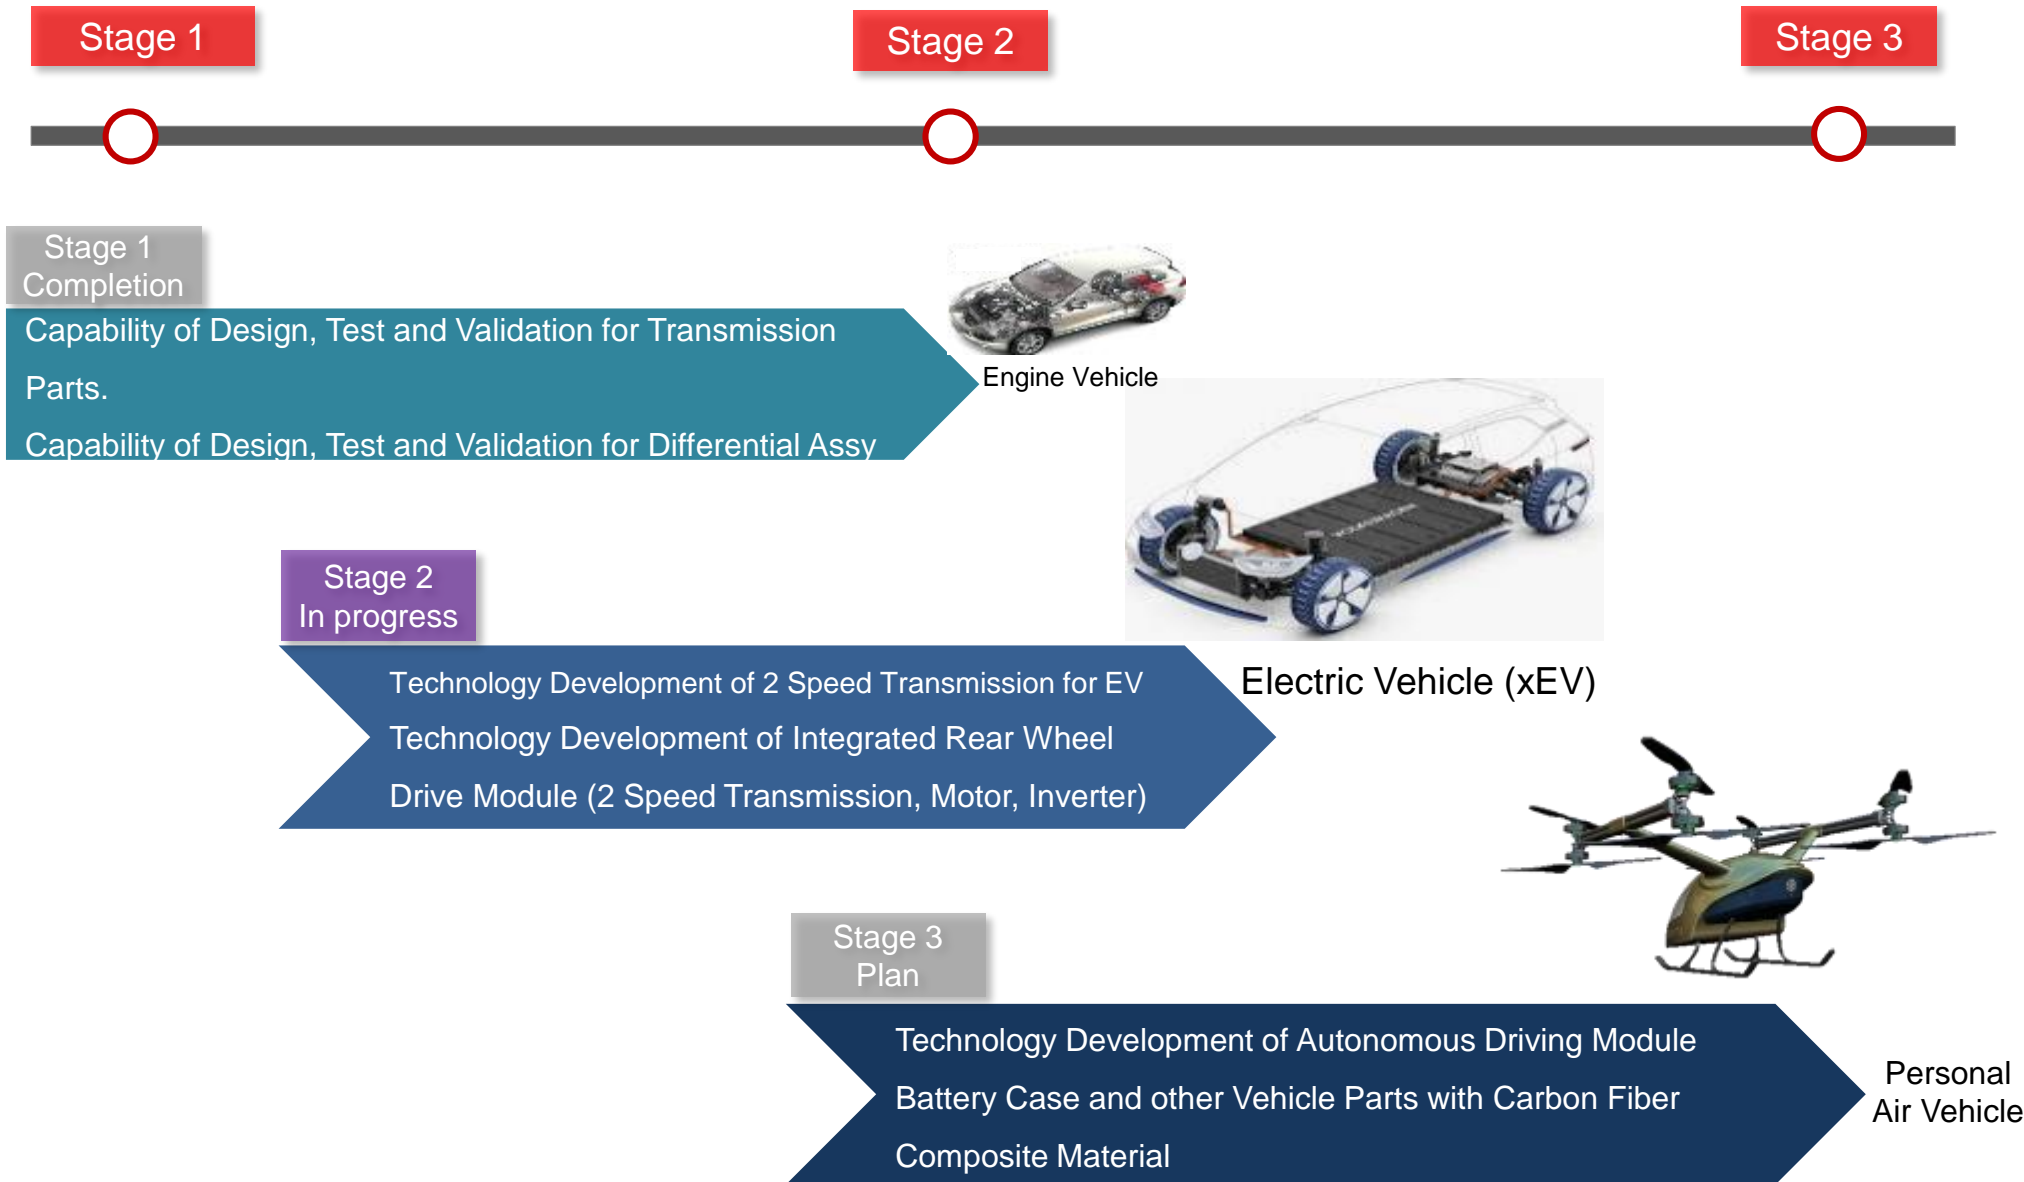 Stage 1
Stage 2
Stage 3
Stage 1
Completion
Capability of Design, Test and Validation for Transmission
Parts.
Capability of Design, Test and Validation for Differential Assy
Engine Vehicle
Stage 2
In progress
Technology Development of 2 Speed Transmission for EV
Technology Development of Integrated Rear Wheel
Drive Module (2 Speed Transmission, Motor, Inverter)
Electric Vehicle (xEV)
Stage 3
Plan
Technology Development of Autonomous Driving Module
Battery Case and other Vehicle Parts with Carbon Fiber
Composite Material
Personal
Air Vehicle